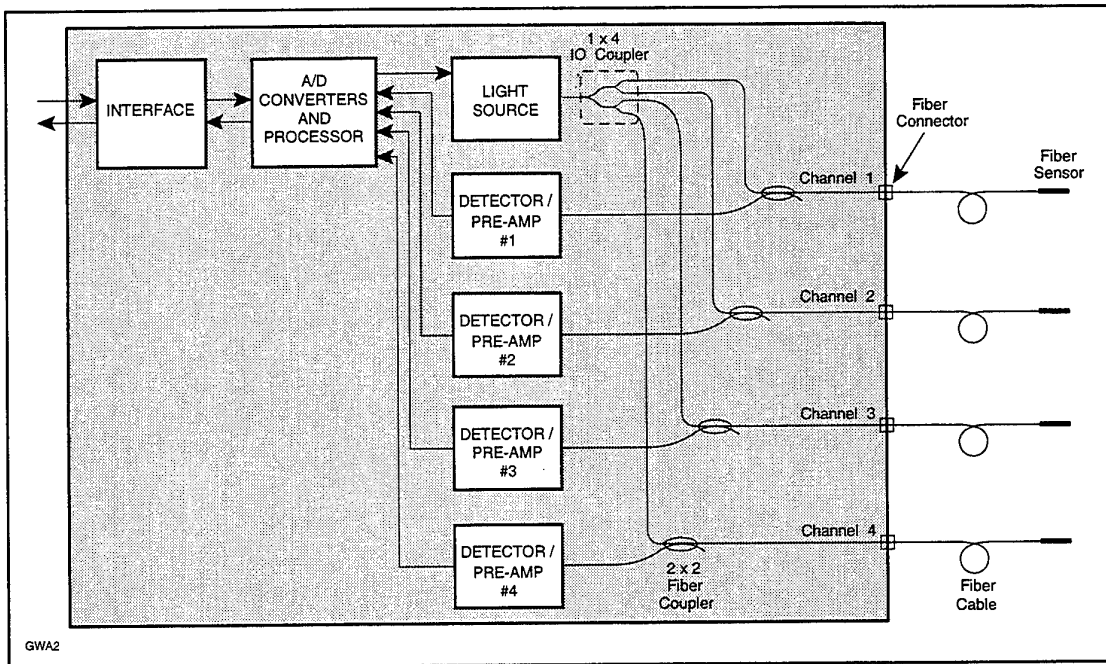 1 x 4
IO Coupler
INTERFACE
A/D
CONVERTERS
AND
PROCESSOR
LIGHT
SOURCE
Fiber
Connector
Fiber
Sensor
Channel 1
DETECTOR /
PRE-AMP
#1
Channel 2
DETECTOR /
PRE-AMP
#2
Channel 3
DETECTOR /
PRE-AMP
#3
Channel 4
DETECTOR /
PRE-AMP
#4
2 x 2
Fiber
Coupler
Fiber
Cable
GWA2